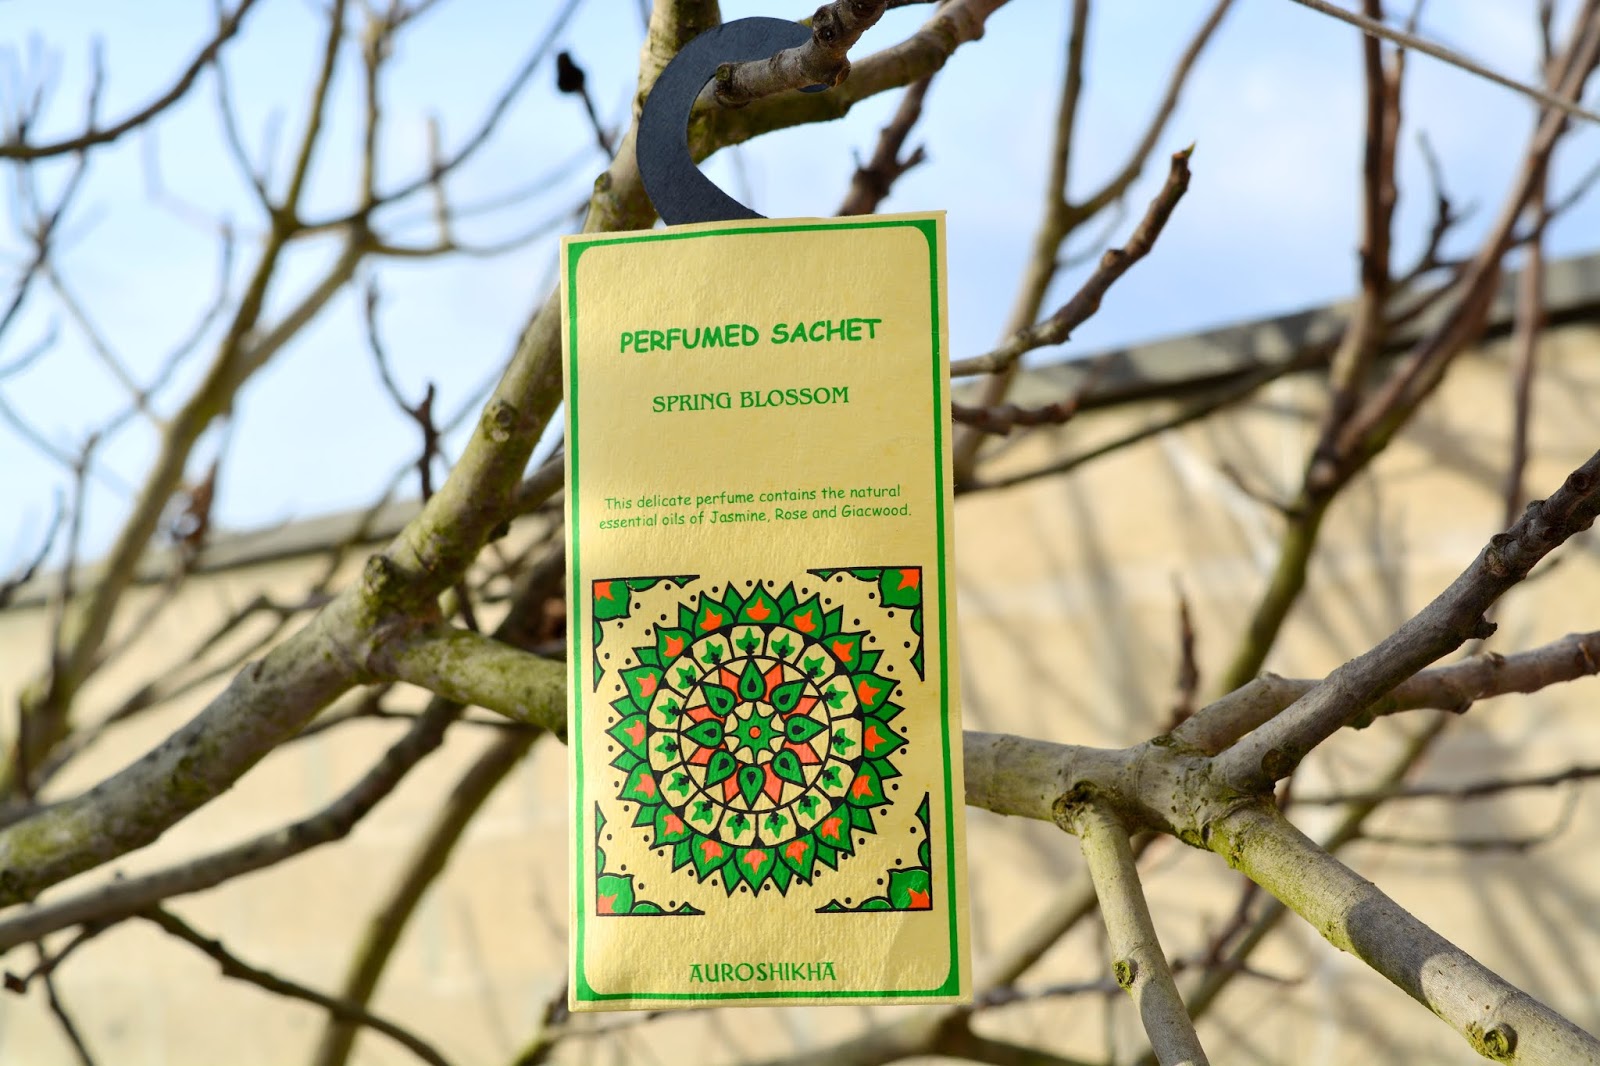 PERFUMED SACHET
SPRING BLOSSOM
This delicate perfume contains the natural
essential oils of Jasmine, Rose and Giacwood.
AUROSHIKHA